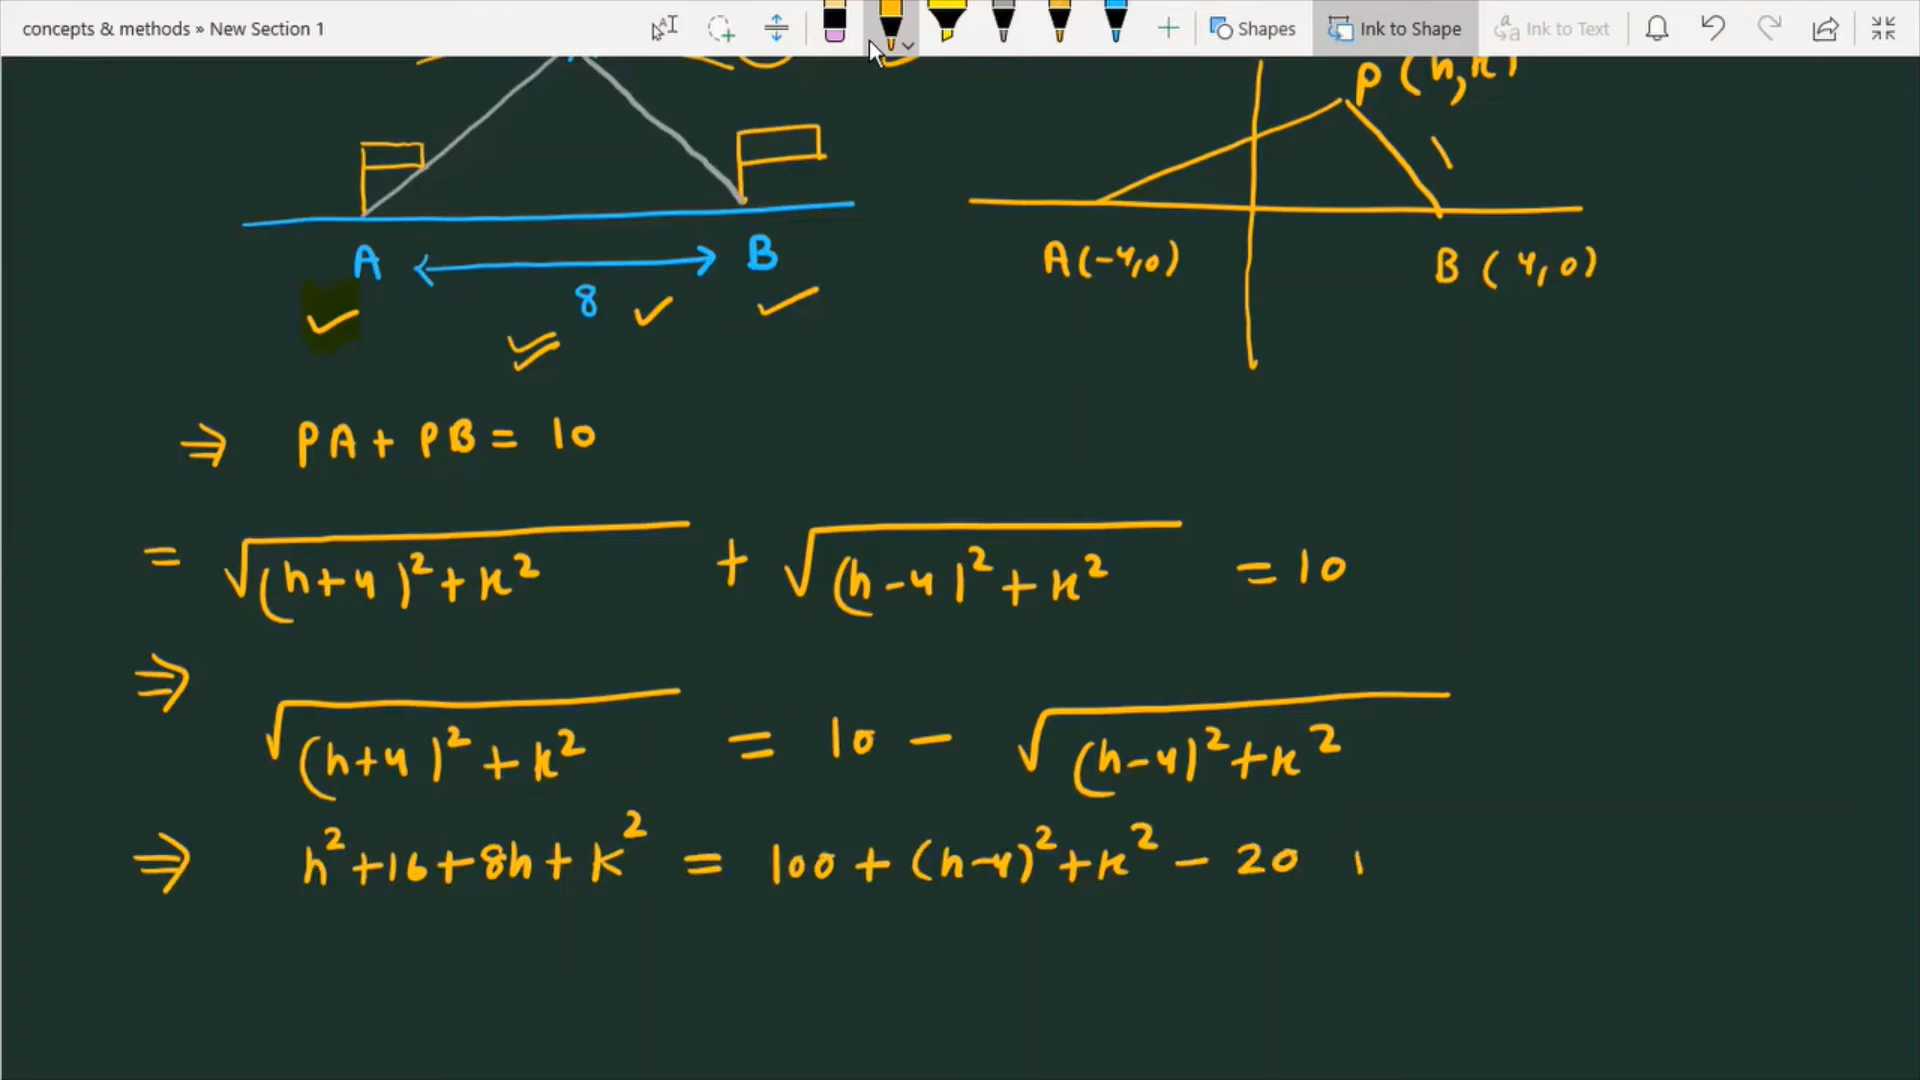 concepts & methods » New Section 1
Shapes
Ink to Shape
Ink to Text
P (h,k)
A
B
8
A(-4,0)
B (4,0)
⇒ PA + PB = 10
= √(h+4)²+k² + √(h-4)²+k² = 10
⇒ √(h+4)²+k² = 10 - √(h-4)²+k²
⇒ h²+16+8h+k² = 100+(h-4)²+k²-20